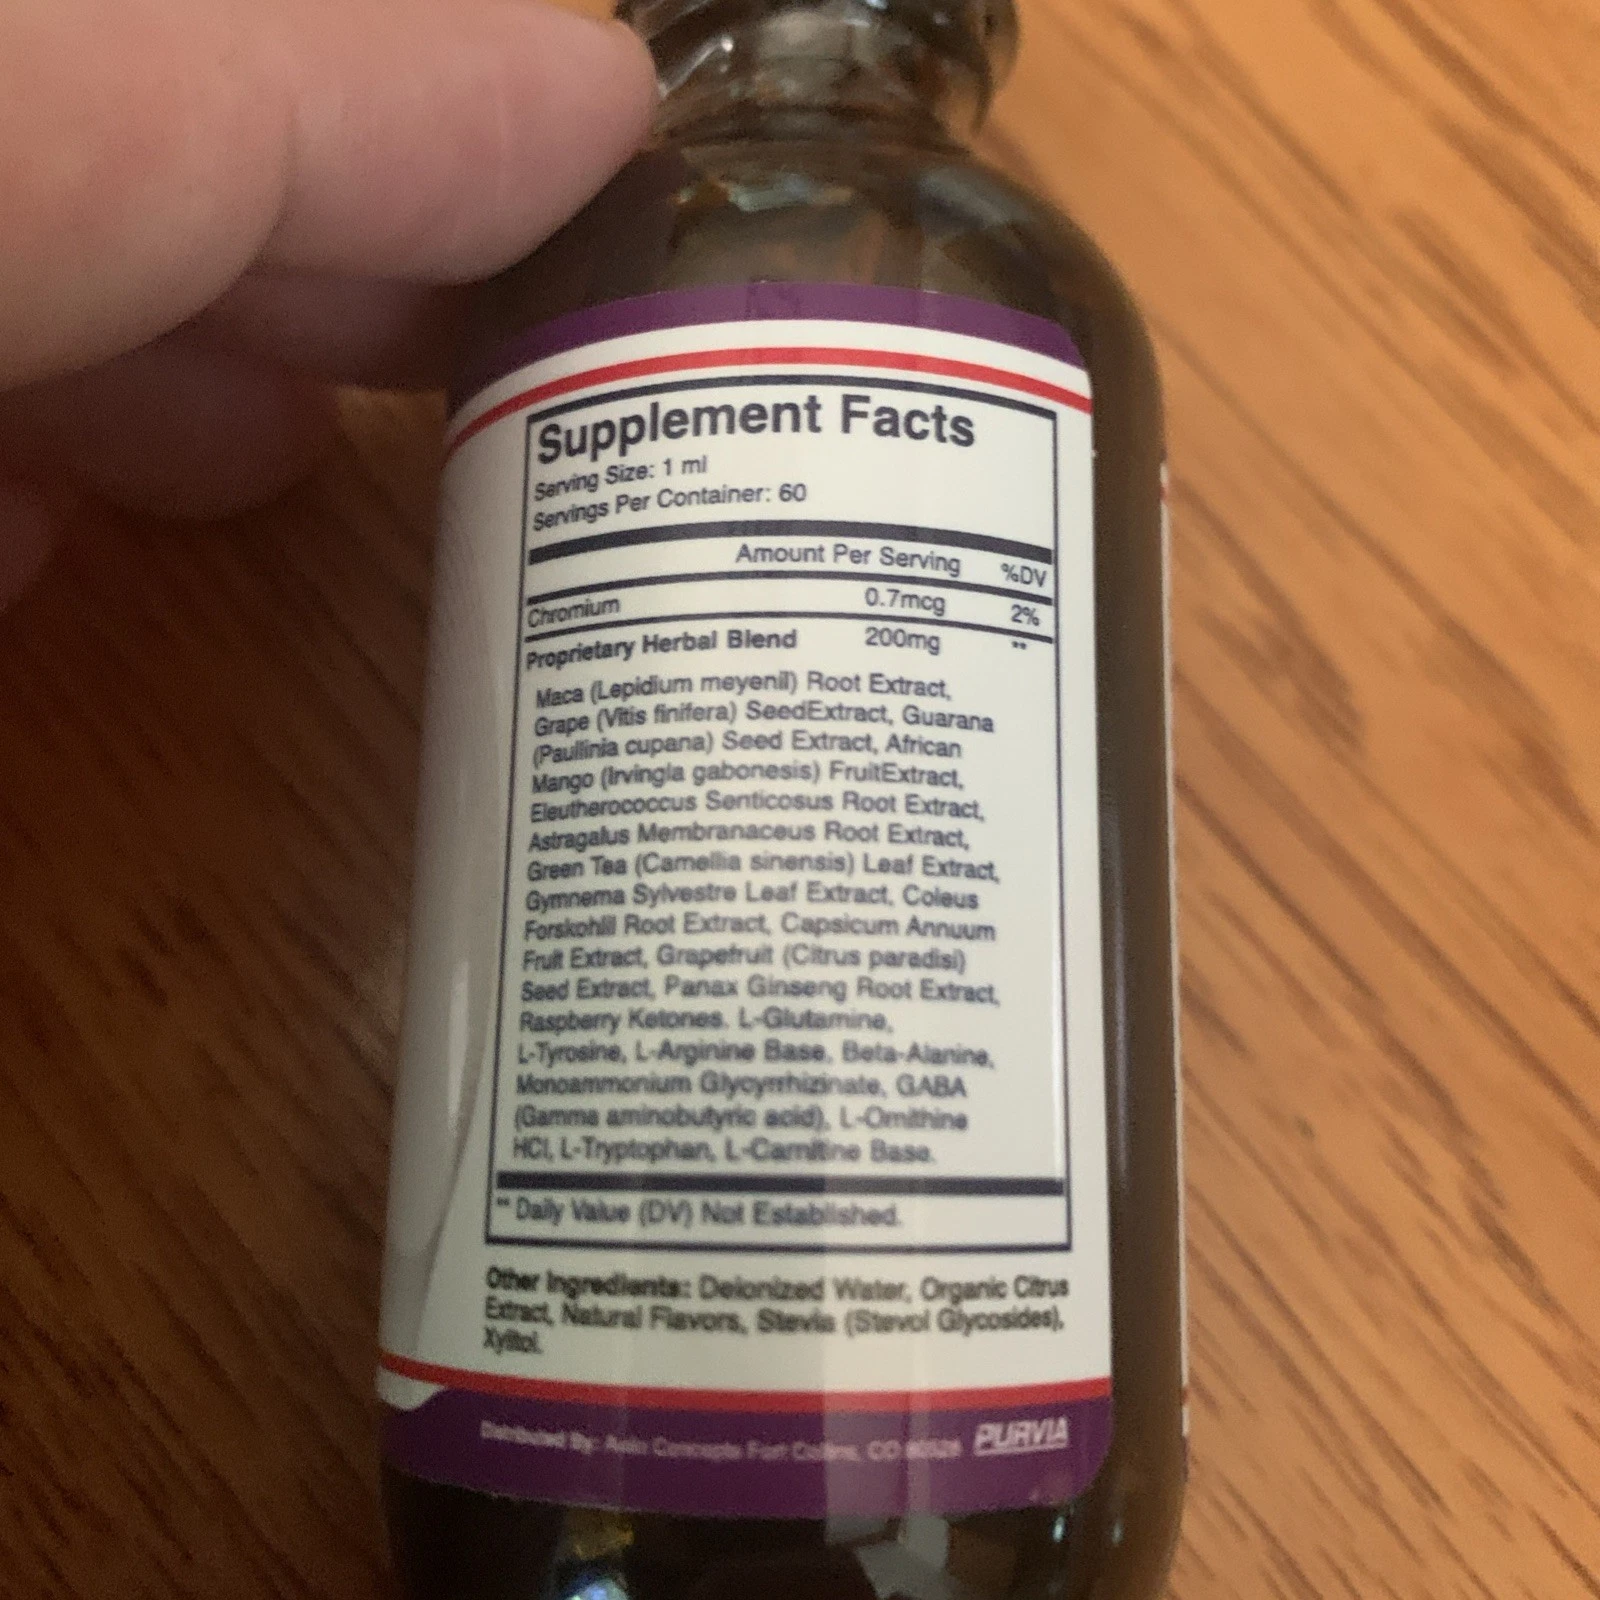 Supplement Facts
Serving Size: 1 ml
Servings Per Container: 60
Amount Per Serving %DV
Chromium 0.7mcg 2%
Proprietary Herbal Blend 200mg **
Maca (Lepidium meyenil) Root Extract,
Grape (Vitis finifera) SeedExtract, Guarana
(Paullinia cupana) Seed Extract, African
Mango (Irvingia gabonesis) FruitExtract,
Eleutherococcus Senticosus Root Extract,
Astragalus Membranaceus Root Extract,
Green Tea (Camellia sinensis) Leaf Extract,
Gymnema Sylvestre Leaf Extract, Coleus
Forskohlil Root Extract, Capsicum Annuum
Fruit Extract, Grapefruit (Citrus paradisi)
Seed Extract, Panax Ginseng Root Extract,
Raspberry Ketones. L-Glutamine,
L-Tyrosine, L-Arginine Base, Beta-Alanine,
Monoammonium Glycyrrhizinate, GABA
(Gamma aminobutyric acid), L-Ornithine
HCl, L-Tryptophan, L-Carnitine Base.
** Daily Value (DV) Not Established.
Other Ingredients: Deionized Water, Organic Citrus
Extract, Natural Flavors, Stevia (Stevol Glycosides),
Xylitol.
Distributed By: Concepts Fort Collins, CO PURVIA